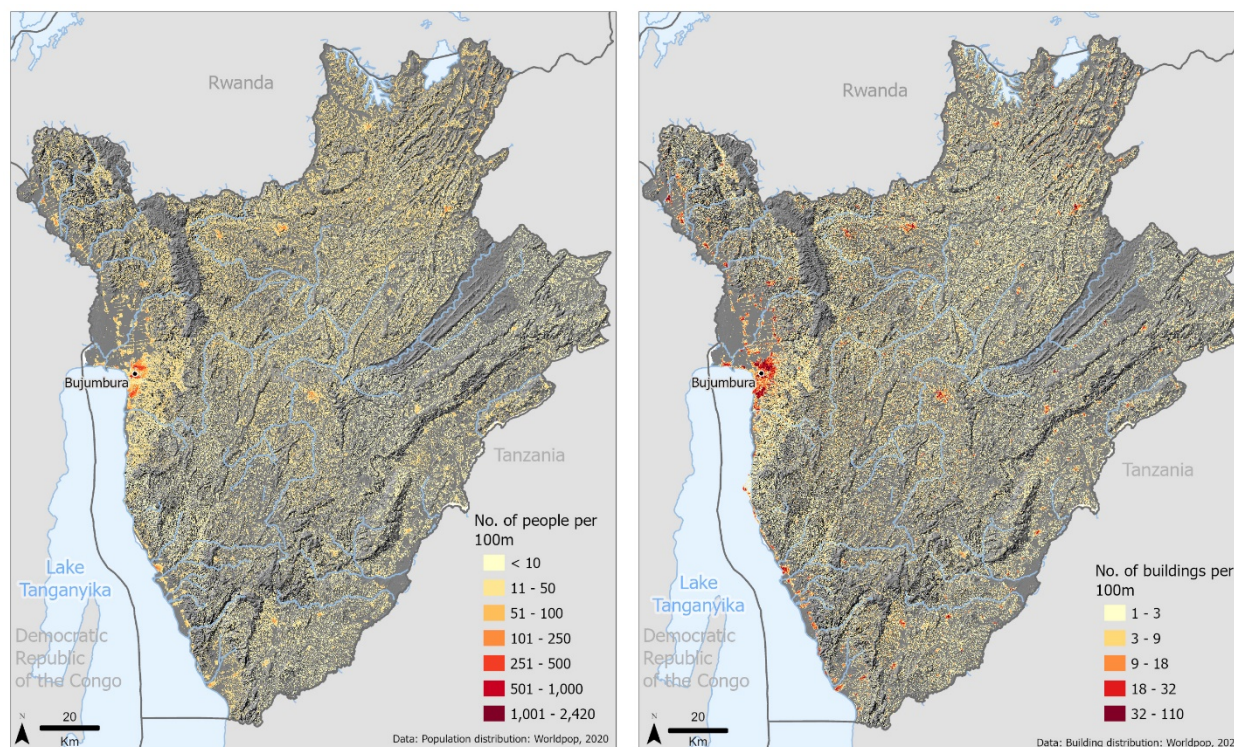 Rwanda
Bujumbura
Tanzania
No. of people per
100m
< 10
11 - 50
51 - 100
101 - 250
251 - 500
501 - 1,000
1,001 - 2,420
Lake
Tanganyika
Democratic
Republic
of the Congo
N
20
Km
Data: Population distribution: Worldpop, 2020
Rwanda
Bujumbura
Tanzania
No. of buildings per
100m
1 - 3
3 - 9
9 - 18
18 - 32
32 - 110
Lake
Tanganyika
Democratic
Republic
of the Congo
N
20
Km
Data: Building distribution: Worldpop, 202